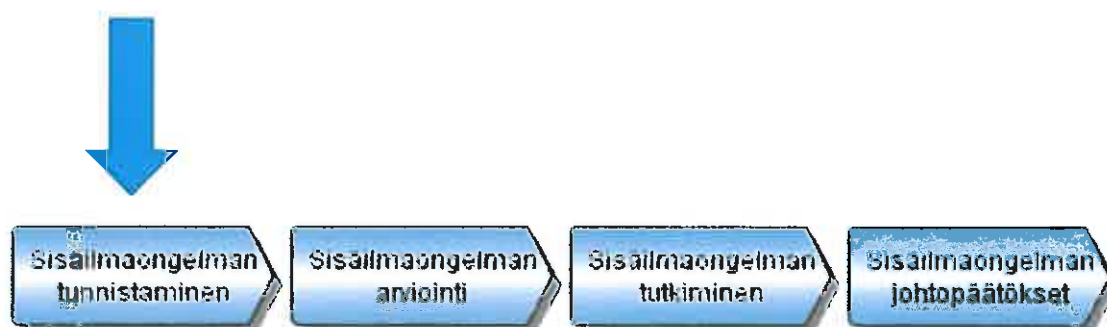 Sisäilmaongelman
tunnistaminen
Sisäilmaongelman
arviointi
Sisäilmaongelman
tutkiminen
Sisäilmaongelman
johtopäätökset